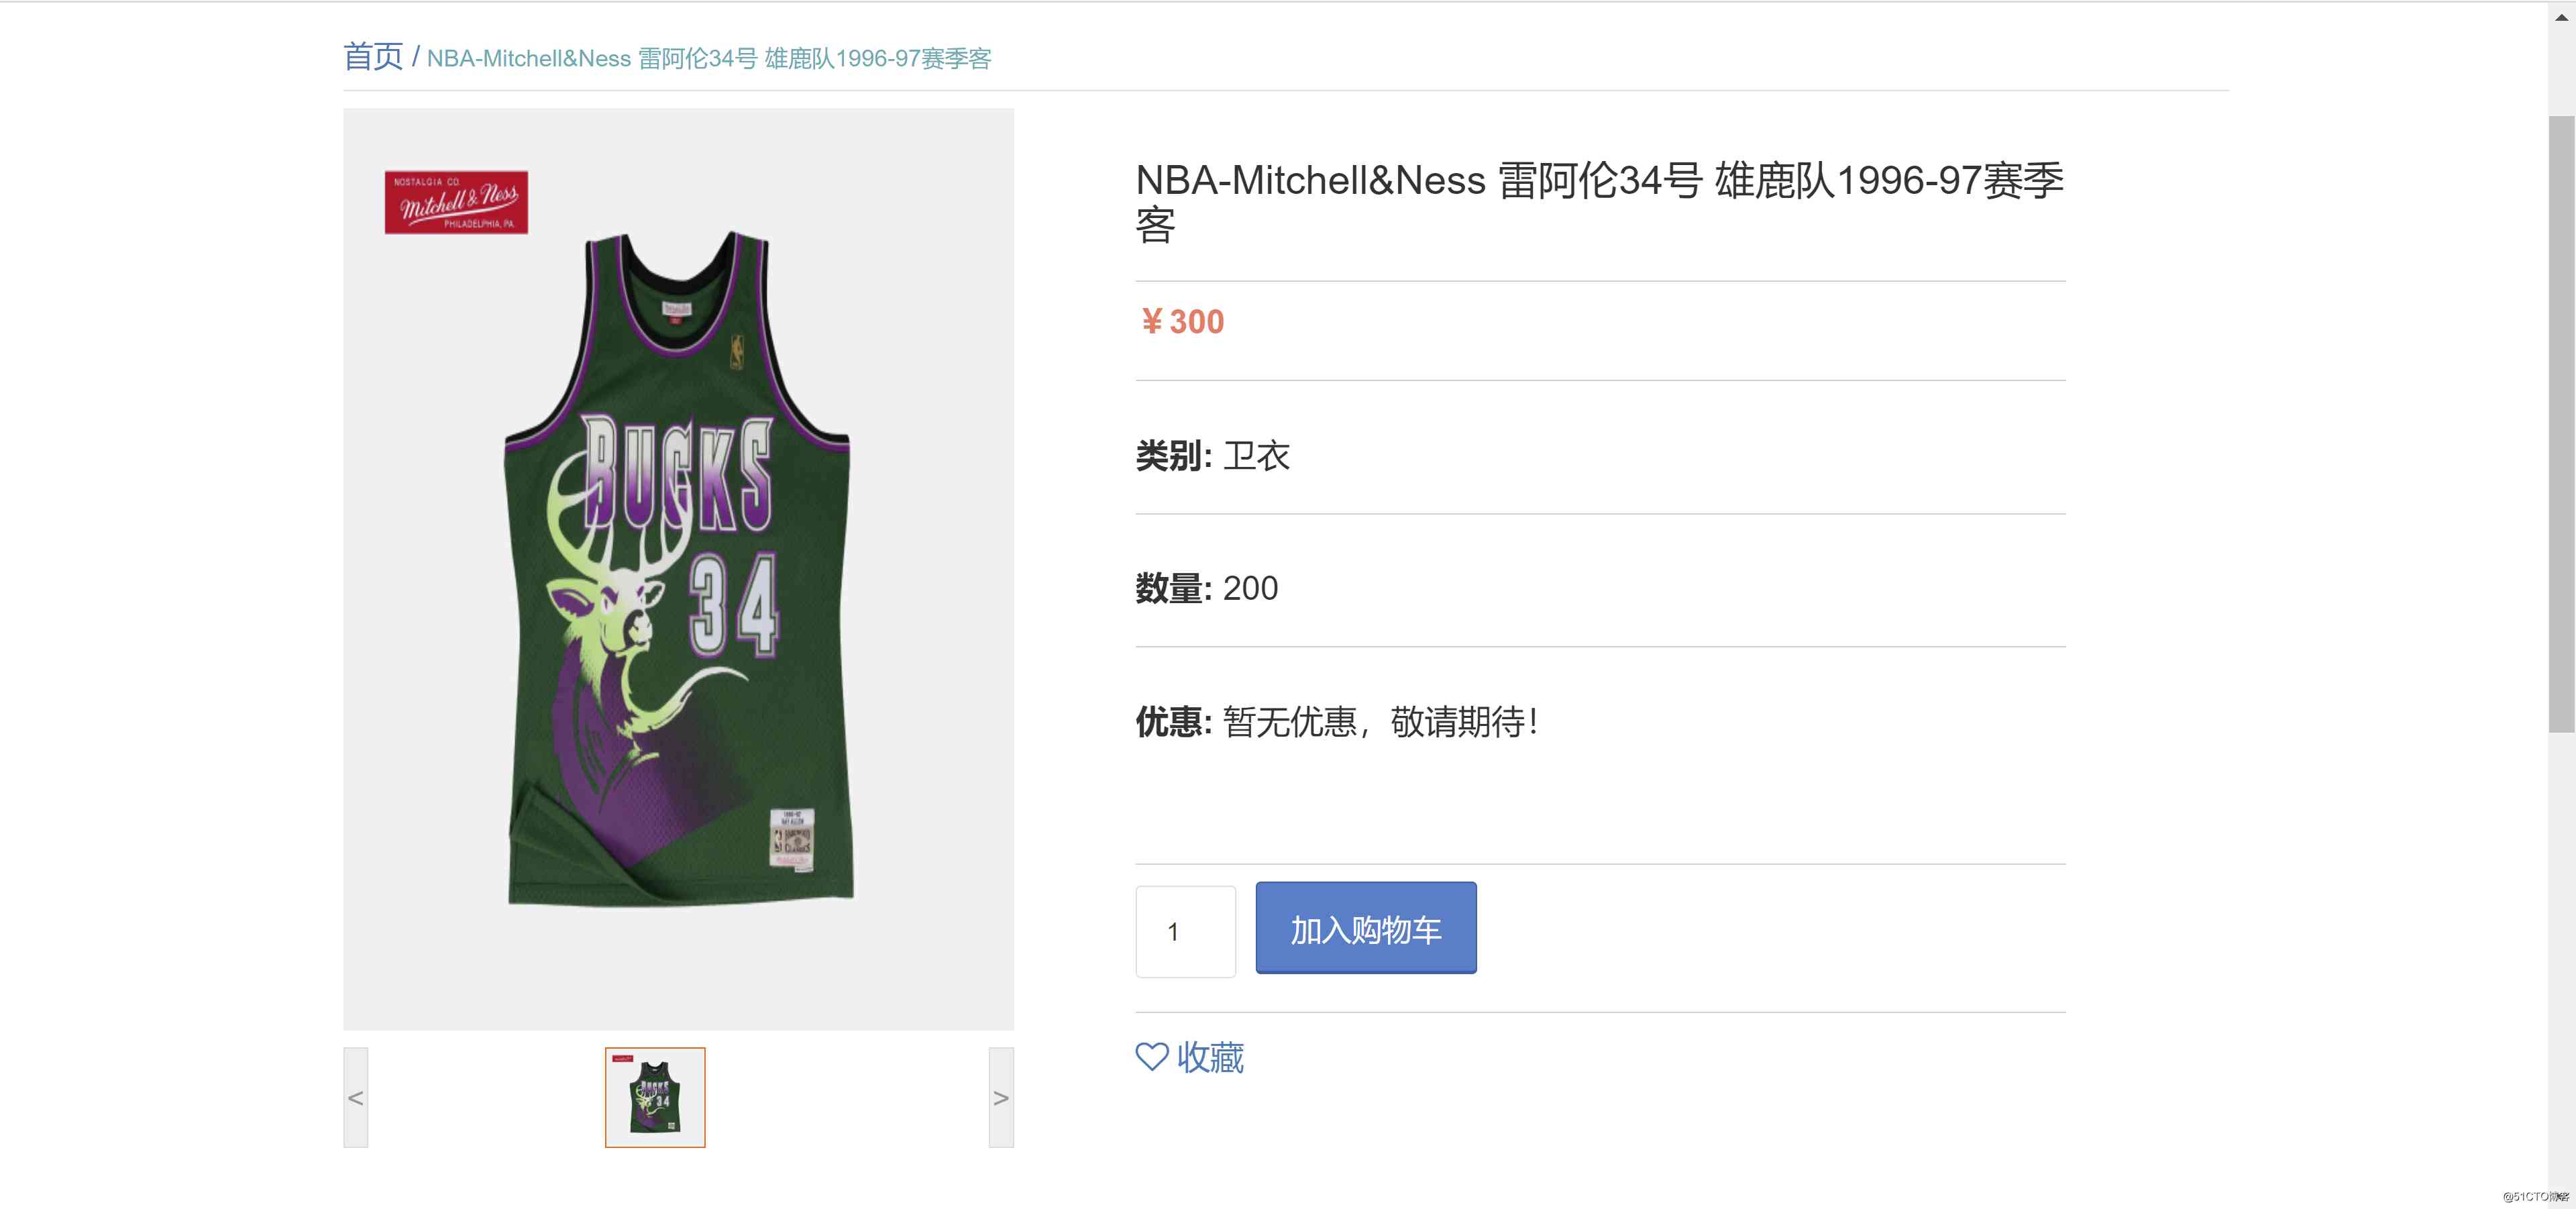 首页 / NBA-Mitchell&Ness 雷阿伦34号 雄鹿队1996-97赛季客
NOSTALGIA CO.
Mitchell & Ness
PHILADELPHIA, PA.
BUCKS
34
NBA-Mitchell&Ness 雷阿伦34号 雄鹿队1996-97赛季
客
¥300
类别: 卫衣
数量: 200
优惠: 暂无优惠，敬请期待！
1
加入购物车
收藏
<
BUCKS
34
>
@51CTO博客